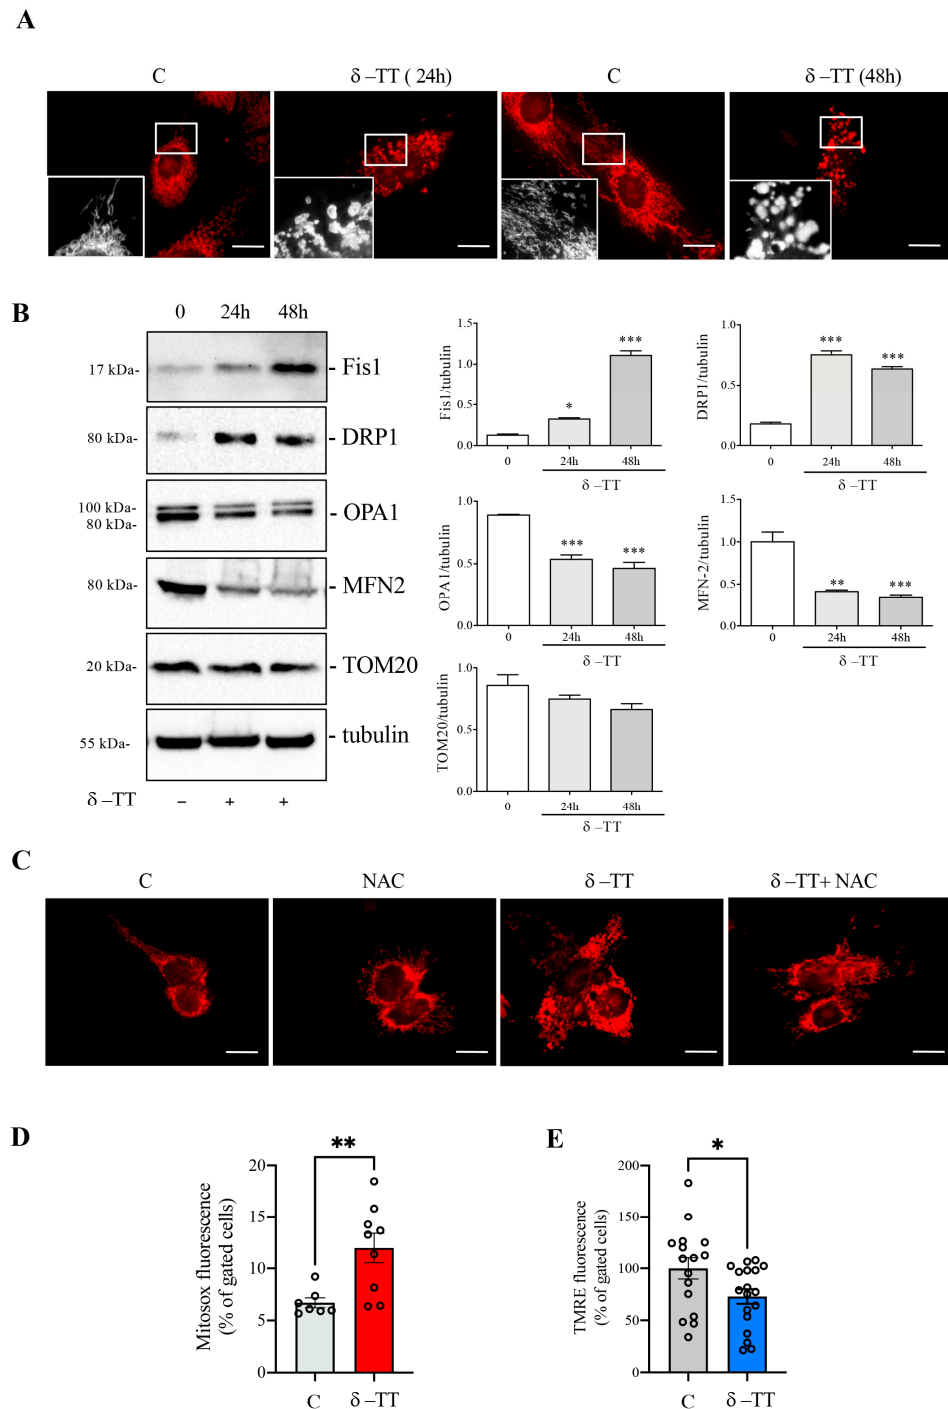 A
C
δ –TT ( 24h)
C
δ –TT (48h)
B
0 24h 48h
17 kDa-
- Fis1
80 kDa-
- DRP1
100 kDa-
80 kDa-
- OPA1
80 kDa-
- MFN2
20 kDa-
- TOM20
55 kDa-
- tubulin
δ –TT – + +
Fis1/tubulin
1.5
1.0
0.5
0.0
*
***
0 24h 48h
δ –TT
DRP1/tubulin
1.0
0.5
0.0
***
***
0 24h 48h
δ –TT
OPA1/tubulin
1.0
0.5
0.0
***
***
0 24h 48h
δ –TT
MFN-2/tubulin
1.5
1.0
0.5
0.0
**
***
0 24h 48h
δ –TT
TOM20/tubulin
1.0
0.5
0.0
0 24h 48h
δ –TT
C
C
NAC
δ –TT
δ –TT+ NAC
D
Mitosox fluorescence
(% of gated cells)
20
15
10
5
0
**
C δ –TT
E
TMRE fluorescence
(% of gated cells)
200
150
100
50
0
*
C δ –TT